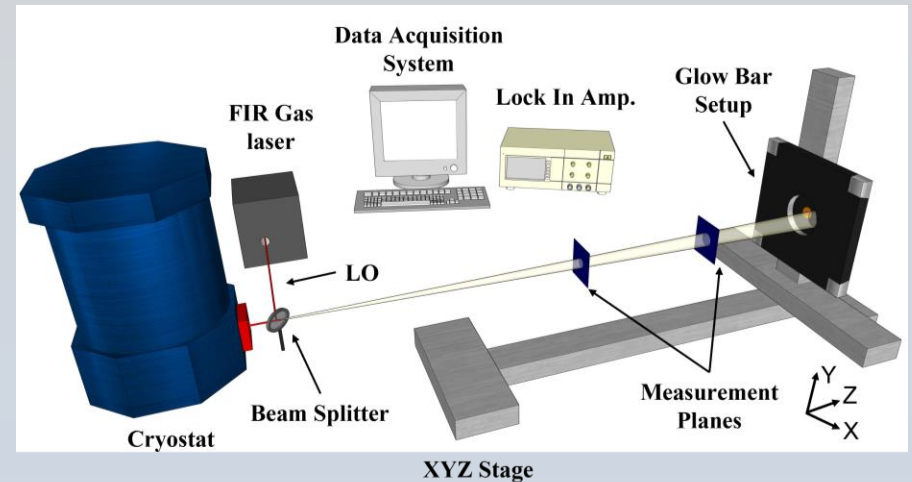 Data Acquisition
System
Glow Bar
Setup
Lock In Amp.
FIR Gas
laser
LO
Beam Splitter
Measurement
Planes
Y
Z
X
Cryostat
XYZ Stage